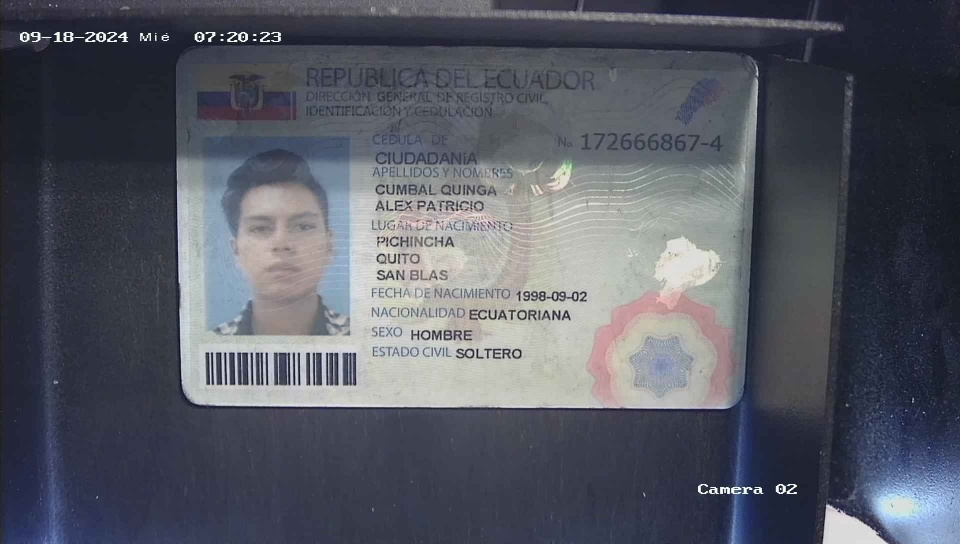 09-18-2024 Mié 07:20:23
REPÚBLICA DEL ECUADOR
DIRECCIÓN GENERAL DE REGISTRO CIVIL
IDENTIFICACIÓN Y CEDULACIÓN
CÉDULA DE
No. 172666867-4
CIUDADANÍA
APELLIDOS Y NOMBRES
CUMBAL QUINGA
ALEX PATRICIO
LUGAR DE NACIMIENTO
PICHINCHA
QUITO
SAN BLAS
FECHA DE NACIMIENTO 1998-09-02
NACIONALIDAD ECUATORIANA
SEXO HOMBRE
ESTADO CIVIL SOLTERO
Camera 02